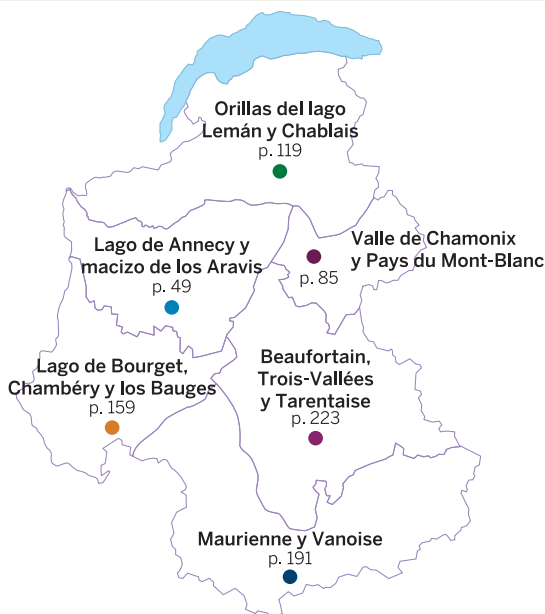 Orillas del lago
Lemán y Chablais
p. 119
Valle de Chamonix
y Pays du Mont-Blanc
p. 85
Lago de Annecy y
macizo de los Aravis
p. 49
Lago de Bourget,
Chambéry y los Bauges
p. 159
Beaufortain,
Trois-Vallées
y Tarentaise
p. 223
Maurienne y Vanoise
p. 191